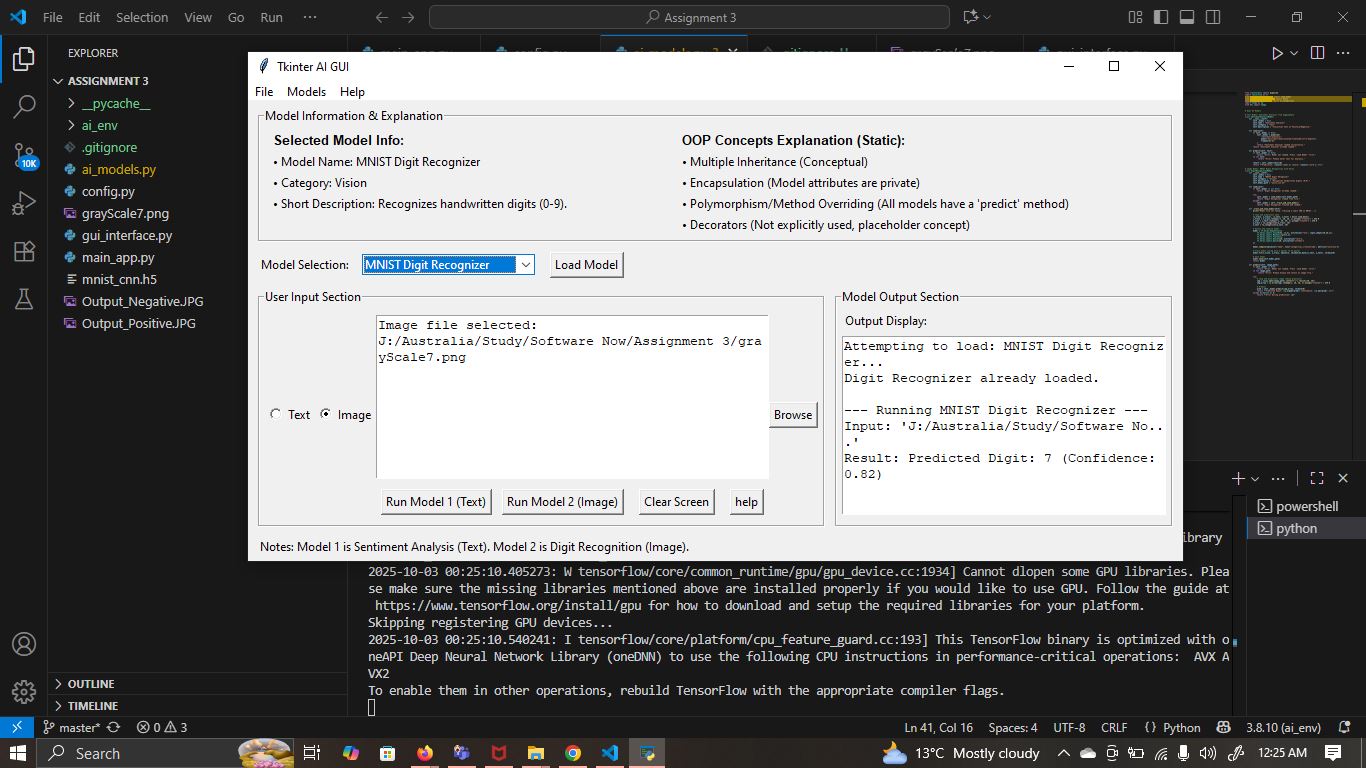 File Edit Selection View Go Run ··· Assignment 3
EXPLORER
ASSIGNMENT 3
__pycache__
ai_env
.gitignore
ai_models.py
config.py
grayScale7.png
gui_interface.py
main_app.py
mnist_cnn.h5
Output_Negative.JPG
Output_Positive.JPG
10K
OUTLINE
TIMELINE
Tkinter AI GUI
File Models Help
Model Information & Explanation
Selected Model Info:
• Model Name: MNIST Digit Recognizer
• Category: Vision
• Short Description: Recognizes handwritten digits (0-9).
OOP Concepts Explanation (Static):
• Multiple Inheritance (Conceptual)
• Encapsulation (Model attributes are private)
• Polymorphism/Method Overriding (All models have a 'predict' method)
• Decorators (Not explicitly used, placeholder concept)
Model Selection: MNIST Digit Recognizer Load Model
User Input Section
Image file selected:
J:/Australia/Study/Software Now/Assignment 3/gra
yScale7.png
Text Image
Browse
Run Model 1 (Text) Run Model 2 (Image) Clear Screen help
Model Output Section
Output Display:
Attempting to load: MNIST Digit Recogniz
er...
Digit Recognizer already loaded.
--- Running MNIST Digit Recognizer ---
Input: 'J:/Australia/Study/Software No..
.'
Result: Predicted Digit: 7 (Confidence:
0.82)
Notes: Model 1 is Sentiment Analysis (Text). Model 2 is Digit Recognition (Image).
powershell
python
ibrary
2025-10-03 00:25:10.405273: W tensorflow/core/common_runtime/gpu/gpu_device.cc:1934] Cannot dlopen some GPU libraries. Plea
se make sure the missing libraries mentioned above are installed properly if you would like to use GPU. Follow the guide at
https://www.tensorflow.org/install/gpu for how to download and setup the required libraries for your platform.
Skipping registering GPU devices...
2025-10-03 00:25:10.540241: I tensorflow/core/platform/cpu_feature_guard.cc:193] This TensorFlow binary is optimized with o
neAPI Deep Neural Network Library (oneDNN) to use the following CPU instructions in performance-critical operations:  AVX A
VX2
To enable them in other operations, rebuild TensorFlow with the appropriate compiler flags.
master* 0 3 Ln 41, Col 16 Spaces: 4 UTF-8 CRLF { } Python 3.8.10 (ai_env)
Search 13°C Mostly cloudy 12:25 AM